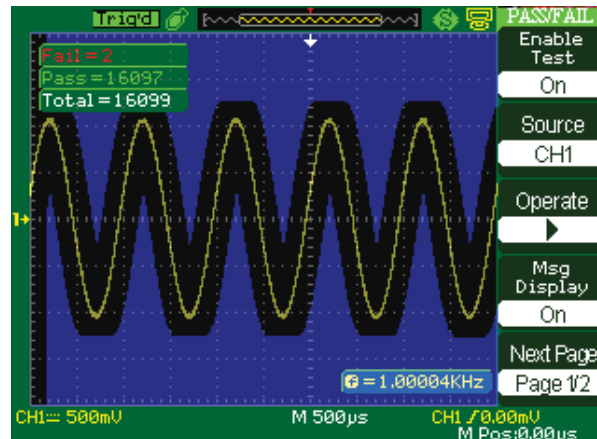 Trig'd
PASS/FAIL
Fail=2
Pass=16097
Total=16099
Enable
Test
On
Source
CH1
Operate
Msg
Display
On
Next Page
Page 1/2
1
f=1.00004KHz
CH1 500mV
M 500µs
CH1 0.00mV
M Pos:0.00µs